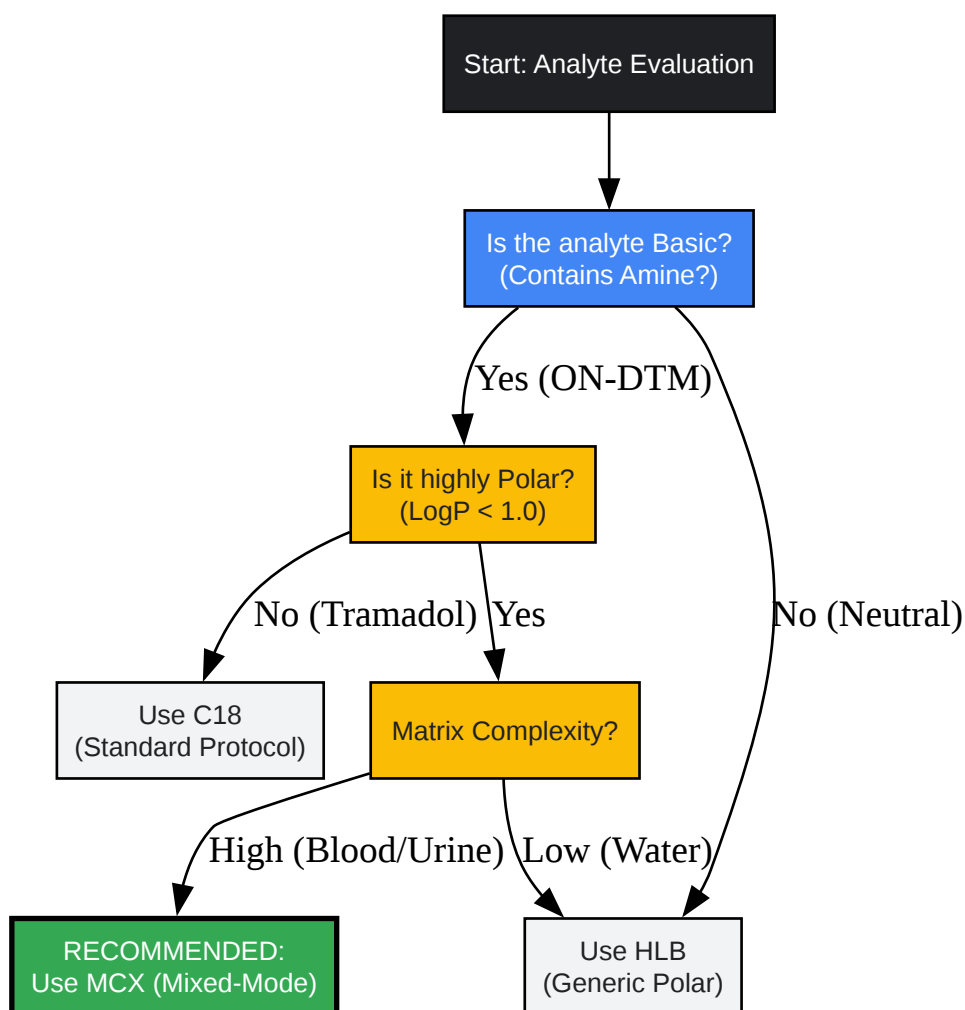 Start: Analyte Evaluation
Is the analyte Basic?
(Contains Amine?)
Yes (ON-DTM)
Is it highly Polar?
(LogP < 1.0)
No (Tramadol)
Yes
No (Neutral)
Use C18
(Standard Protocol)
Matrix Complexity?
High (Blood/Urine)
Low (Water)
RECOMMENDED:
Use MCX (Mixed-Mode)
Use HLB
(Generic Polar)